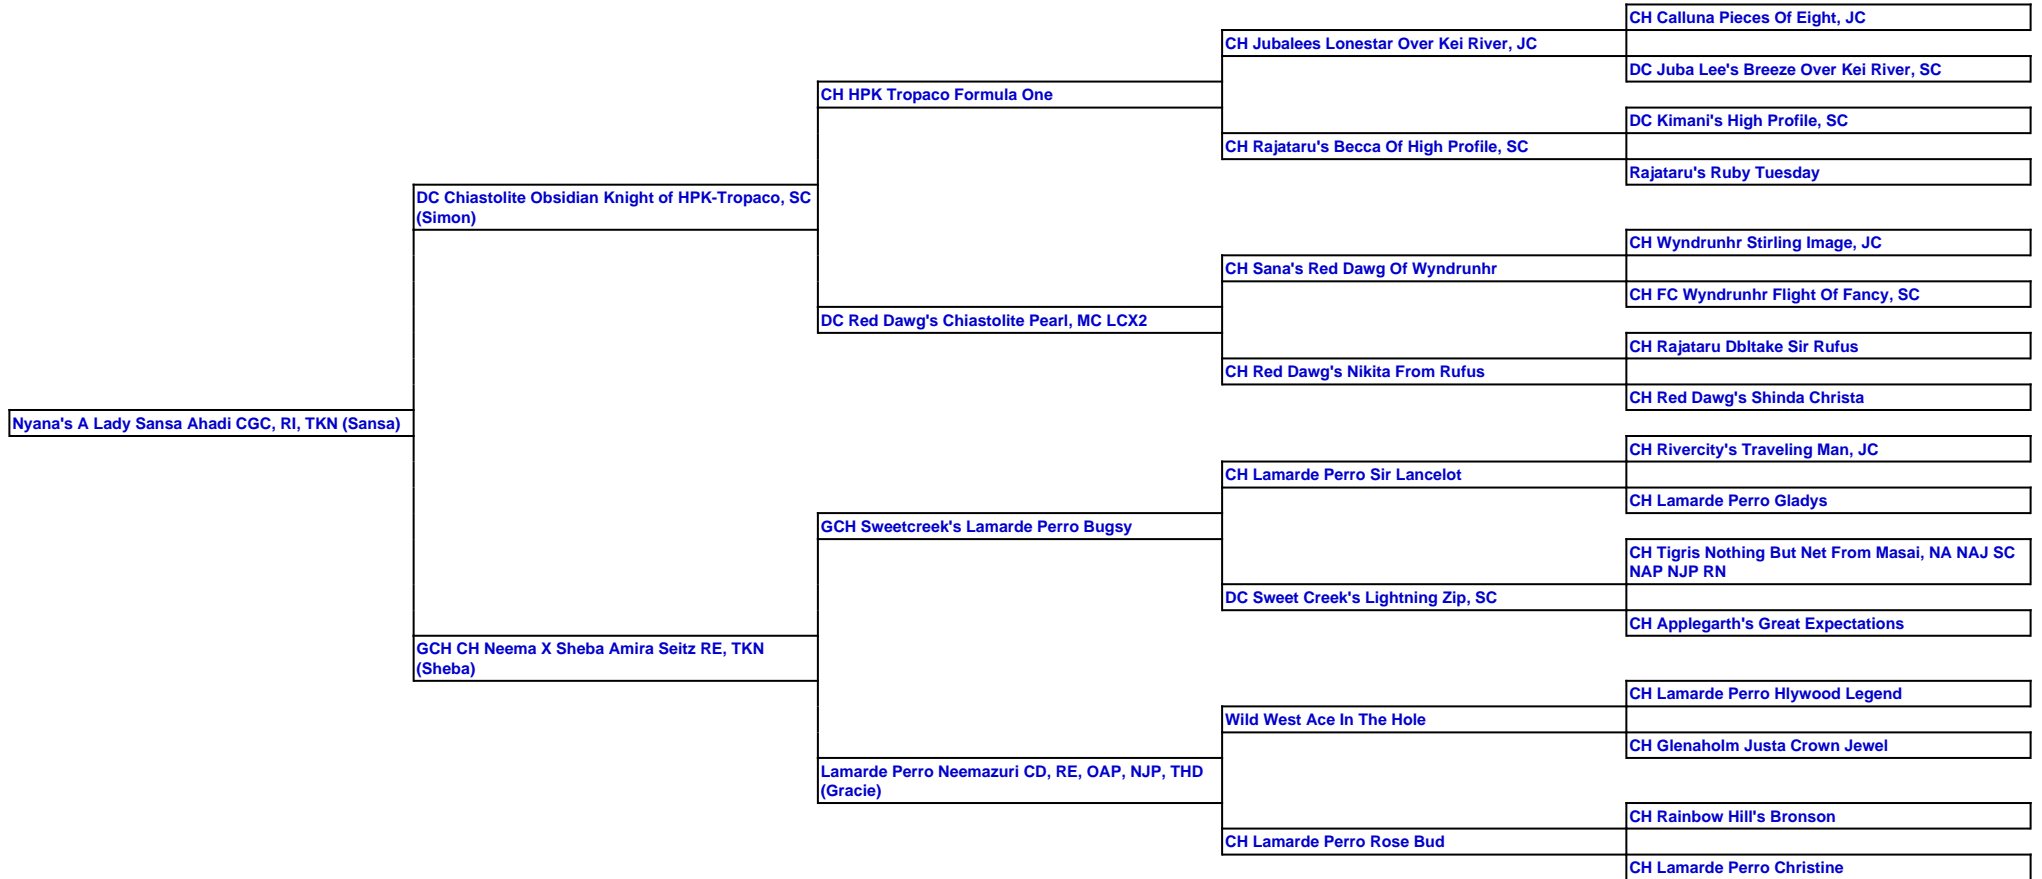 CH Calluna Pieces Of Eight, JC
CH Jubalees Lonestar Over Kei River, JC
DC Juba Lee's Breeze Over Kei River, SC
CH HPK Tropaco Formula One
DC Kimani's High Profile, SC
CH Rajataru's Becca Of High Profile, SC
Rajataru's Ruby Tuesday
DC Chiastolite Obsidian Knight of HPK-Tropaco, SC
(Simon)
CH Wyndrunhr Stirling Image, JC
CH Sana's Red Dawg Of Wyndrunhr
CH FC Wyndrunhr Flight Of Fancy, SC
DC Red Dawg's Chiastolite Pearl, MC LCX2
CH Rajataru Dbltake Sir Rufus
CH Red Dawg's Nikita From Rufus
CH Red Dawg's Shinda Christa
Nyana's A Lady Sansa Ahadi CGC, RI, TKN (Sansa)
CH Rivercity's Traveling Man, JC
CH Lamarde Perro Sir Lancelot
CH Lamarde Perro Gladys
GCH Sweetcreek's Lamarde Perro Bugsy
CH Tigris Nothing But Net From Masai, NA NAJ SC
NAP NJP RN
DC Sweet Creek's Lightning Zip, SC
CH Applegarth's Great Expectations
GCH CH Neema X Sheba Amira Seitz RE, TKN
(Sheba)
CH Lamarde Perro Hlywood Legend
Wild West Ace In The Hole
CH Glenaholm Justa Crown Jewel
Lamarde Perro Neemazuri CD, RE, OAP, NJP, THD
(Gracie)
CH Rainbow Hill's Bronson
CH Lamarde Perro Rose Bud
CH Lamarde Perro Christine